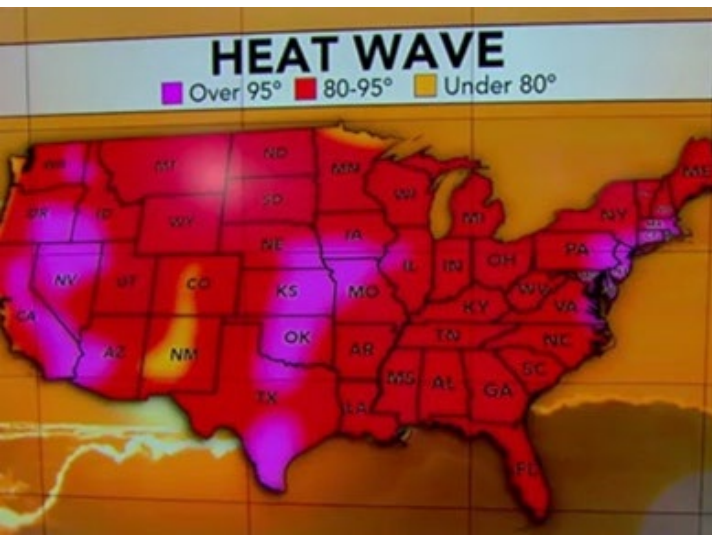 HEAT WAVE
Over 95° 80-95° Under 80°
WA MT ND MN ME
OR ID SD WI MI NY
WY NE IA PA
NV UT CO KS MO IL IN OH WV VA
CA KY
AZ NM OK AR TN NC
TX MS AL GA SC
LA
FL